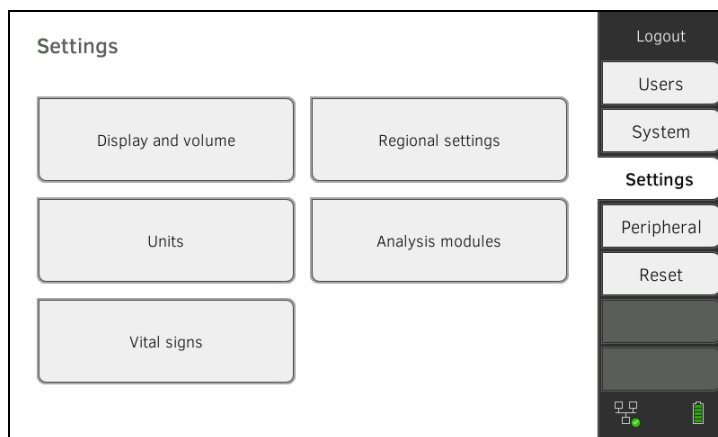 Settings
Display and volume
Regional settings
Units
Analysis modules
Vital signs
Logout
Users
System
Settings
Peripheral
Reset